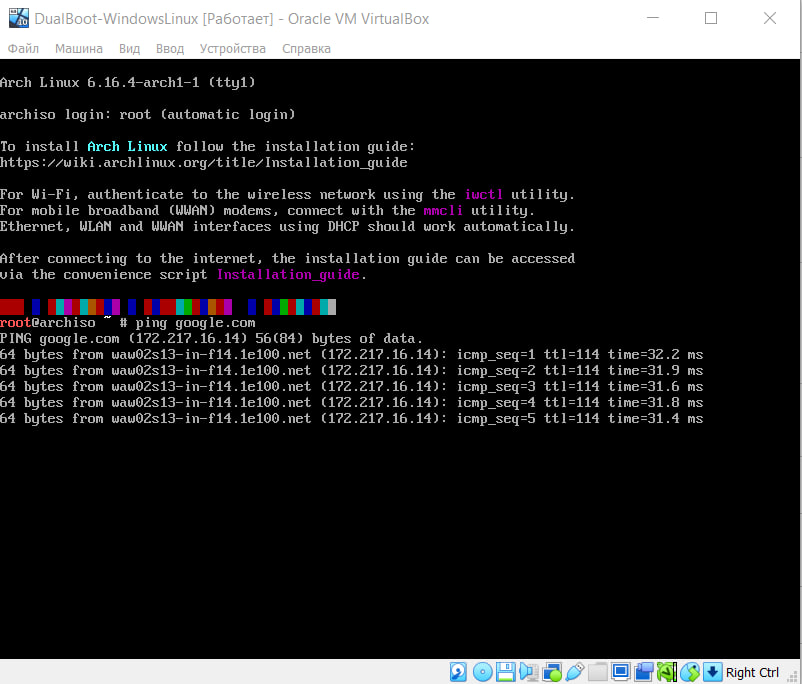 DualBoot-WindowsLinux [Работает] - Oracle VM VirtualBox
Файл Машина Вид Ввод Устройства Справка
Arch Linux 6.16.4-arch1-1 (tty1)
archiso login: root (automatic login)
To install Arch Linux follow the installation guide:
https://wiki.archlinux.org/title/Installation_guide
For Wi-Fi, authenticate to the wireless network using the iwctl utility.
For mobile broadband (WWAN) modems, connect with the mmcli utility.
Ethernet, WLAN and WWAN interfaces using DHCP should work automatically.
After connecting to the internet, the installation guide can be accessed
via the convenience script Installation_guide.
root@archiso ~ # ping google.com
PING google.com (172.217.16.14) 56(84) bytes of data.
64 bytes from waw02s13-in-f14.1e100.net (172.217.16.14): icmp_seq=1 ttl=114 time=32.2 ms
64 bytes from waw02s13-in-f14.1e100.net (172.217.16.14): icmp_seq=2 ttl=114 time=31.9 ms
64 bytes from waw02s13-in-f14.1e100.net (172.217.16.14): icmp_seq=3 ttl=114 time=31.6 ms
64 bytes from waw02s13-in-f14.1e100.net (172.217.16.14): icmp_seq=4 ttl=114 time=31.8 ms
64 bytes from waw02s13-in-f14.1e100.net (172.217.16.14): icmp_seq=5 ttl=114 time=31.4 ms
Right Ctrl